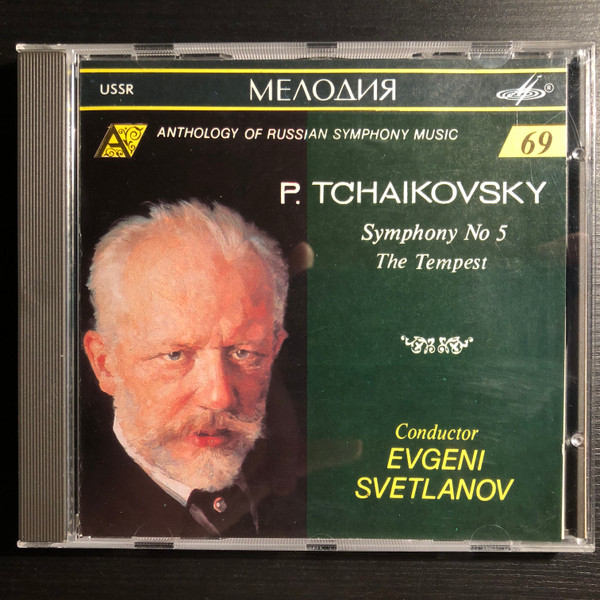 USSR
МЕЛОДИЯ
®
A
ANTHOLOGY OF RUSSIAN SYMPHONY MUSIC
69
P. TCHAIKOVSKY
Symphony No 5
The Tempest
Conductor
EVGENI
SVETLANOV